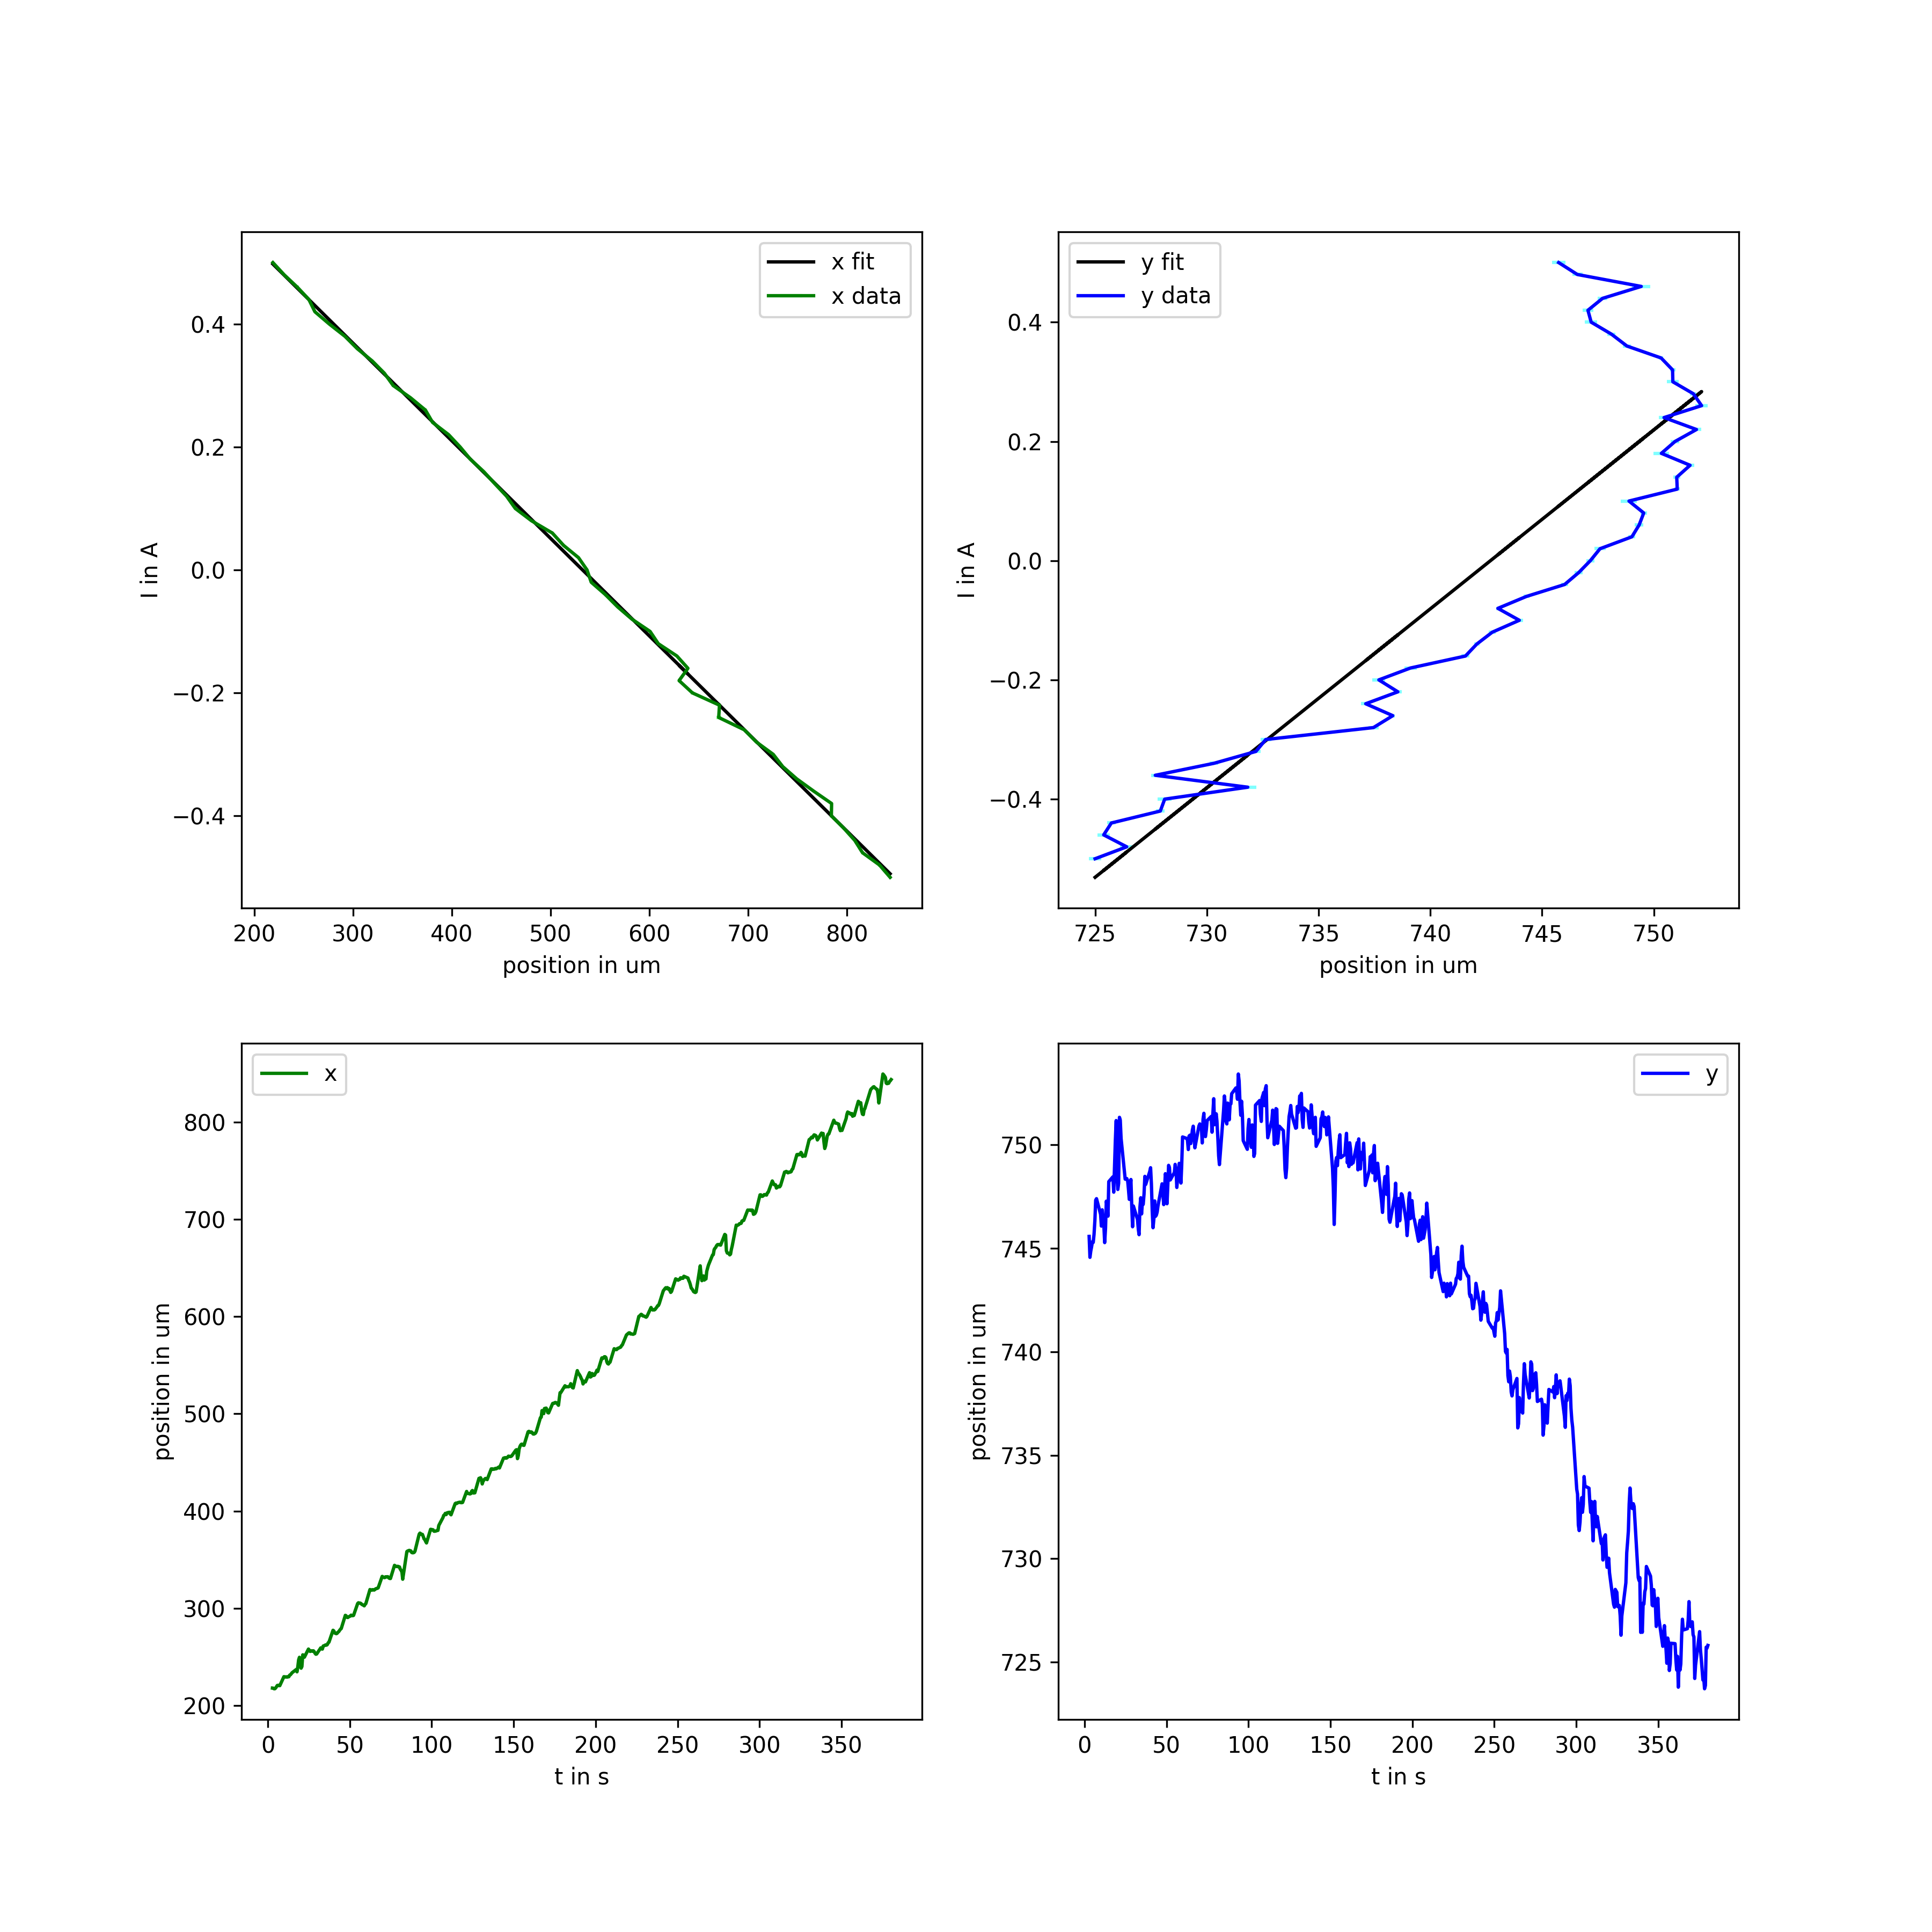 x fit
x data
0.4
0.2
0.0
−0.2
−0.4
I in A
200 300 400 500 600 700 800
position in um
y fit
y data
0.4
0.2
0.0
−0.2
−0.4
I in A
725 730 735 740 745 750
position in um
x
800
700
600
500
400
300
200
position in um
0 50 100 150 200 250 300 350
t in s
y
750
745
740
735
730
725
position in um
0 50 100 150 200 250 300 350
t in s